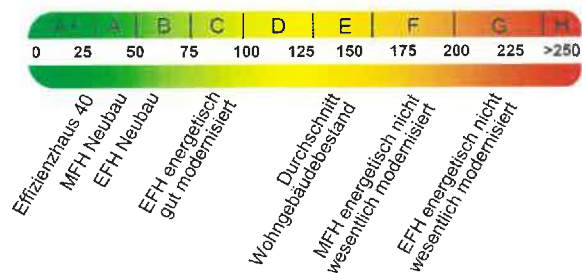 A+ A B C D E F G H
0 25 50 75 100 125 150 175 200 225 >250
Effizienzhaus 40
MFH Neubau
EFH Neubau
EFH energetisch
gut modernisiert
Durchschnitt
Wohngebäudebestand
MFH energetisch nicht
wesentlich modernisiert
EFH energetisch nicht
wesentlich modernisiert